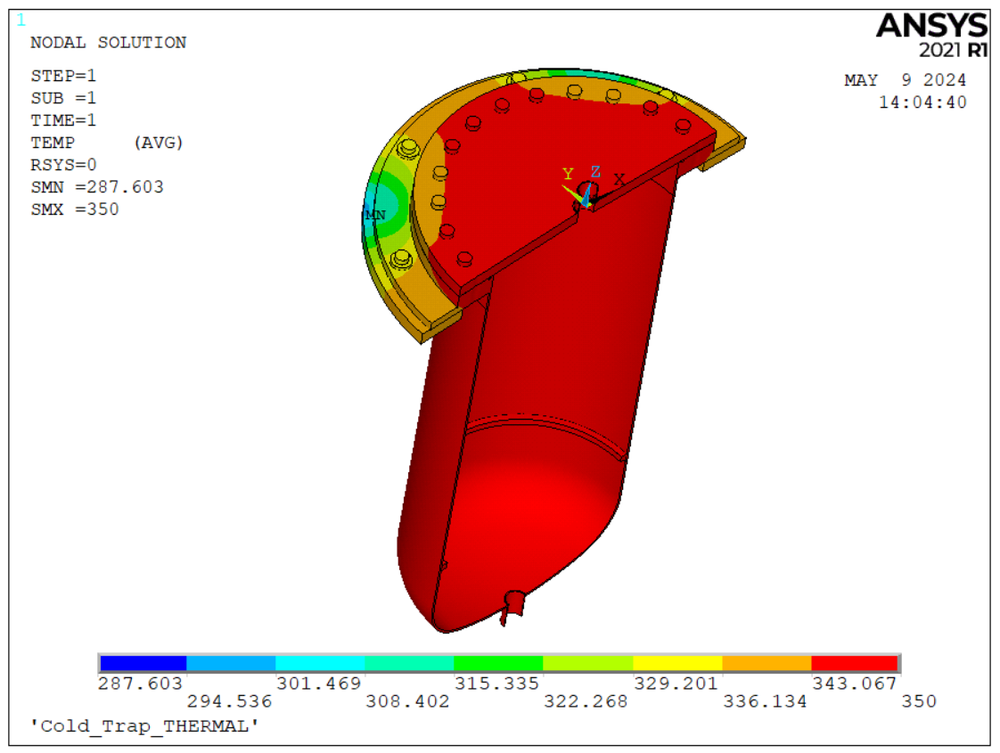 1
ANSYS
2021 R1
NODAL SOLUTION
STEP=1
SUB =1
TIME=1
TEMP (AVG)
RSYS=0
SMN =287.603
SMX =350
MAY 9 2024
14:04:40
Y Z X
MN
287.603 301.469 315.335 329.201 343.067
294.536 308.402 322.268 336.134 350
'Cold_Trap_THERMAL'